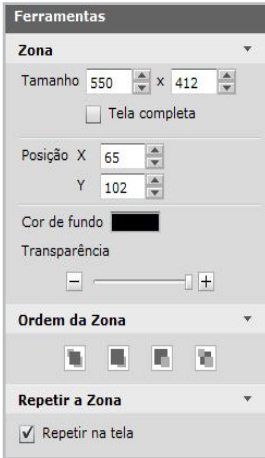 Ferramentas
Zona
Tamanho 550 x 412
Tela completa
Posição X 65
Y 102
Cor de fundo
Transparência
Ordem da Zona
Repetir a Zona
Repetir na tela